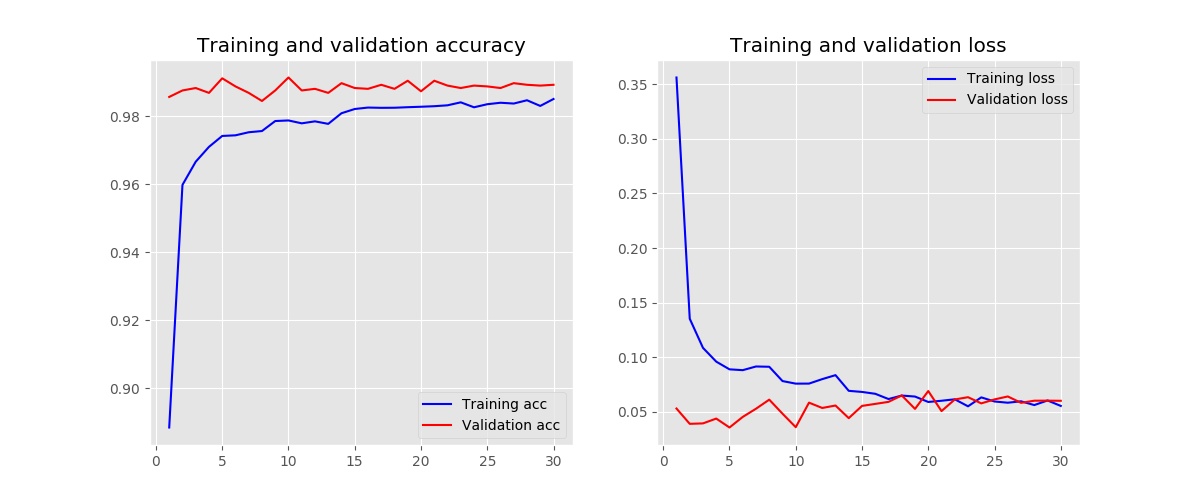 Training and validation accuracy
0.98
0.96
0.94
0.92
0.90
0 5 10 15 20 25 30
Training acc
Validation acc
Training and validation loss
0.35
0.30
0.25
0.20
0.15
0.10
0.05
0 5 10 15 20 25 30
Training loss
Validation loss